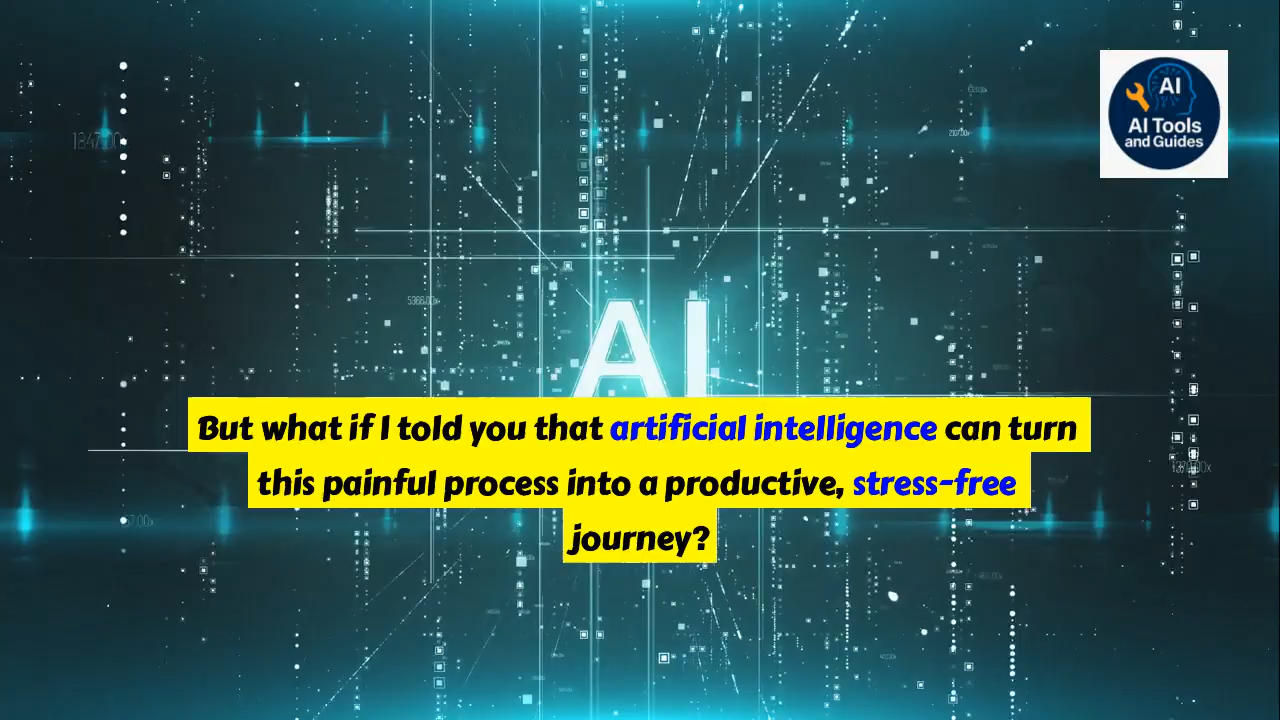 AI
AI Tools
and Guides
AI
But what if I told you that artificial intelligence can turn
this painful process into a productive, stress-free
journey?